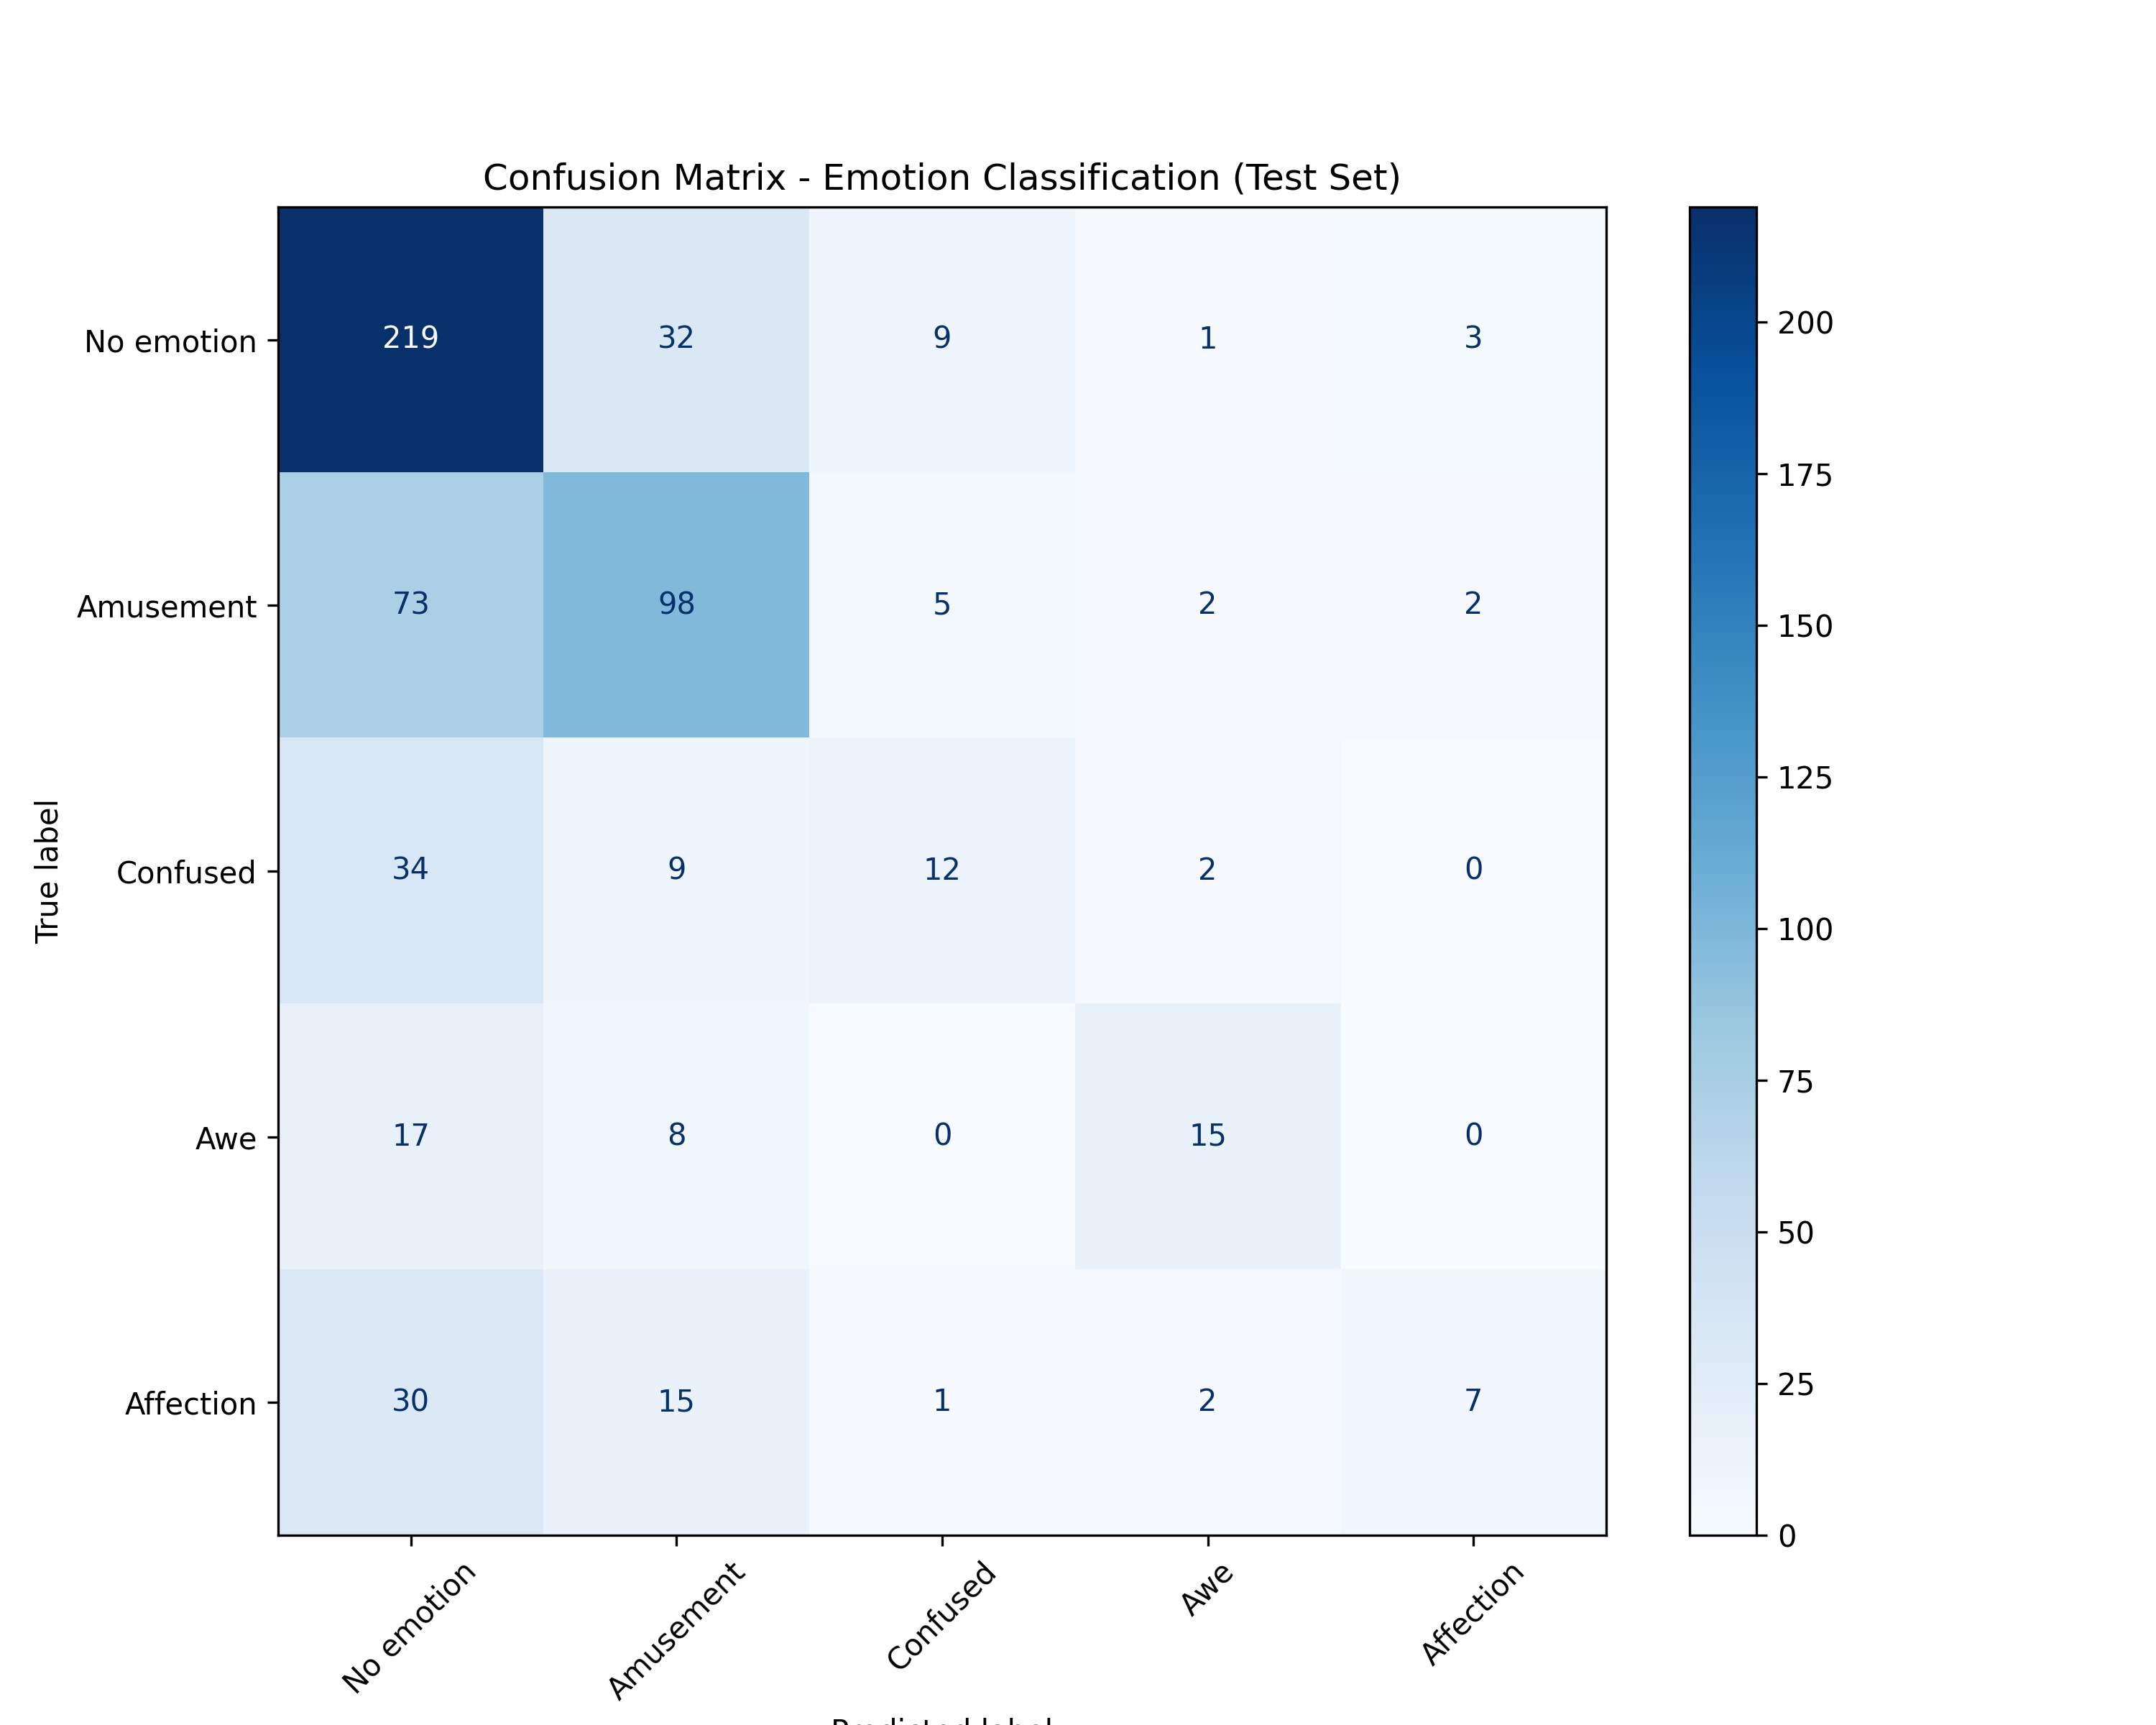 Confusion Matrix - Emotion Classification (Test Set)
No emotion 219 32 9 1 3
Amusement 73 98 5 2 2
Confused 34 9 12 2 0
Awe 17 8 0 15 0
Affection 30 15 1 2 7
True label
No emotion Amusement Confused Awe Affection
Predicted label
200
175
150
125
100
75
50
25
0